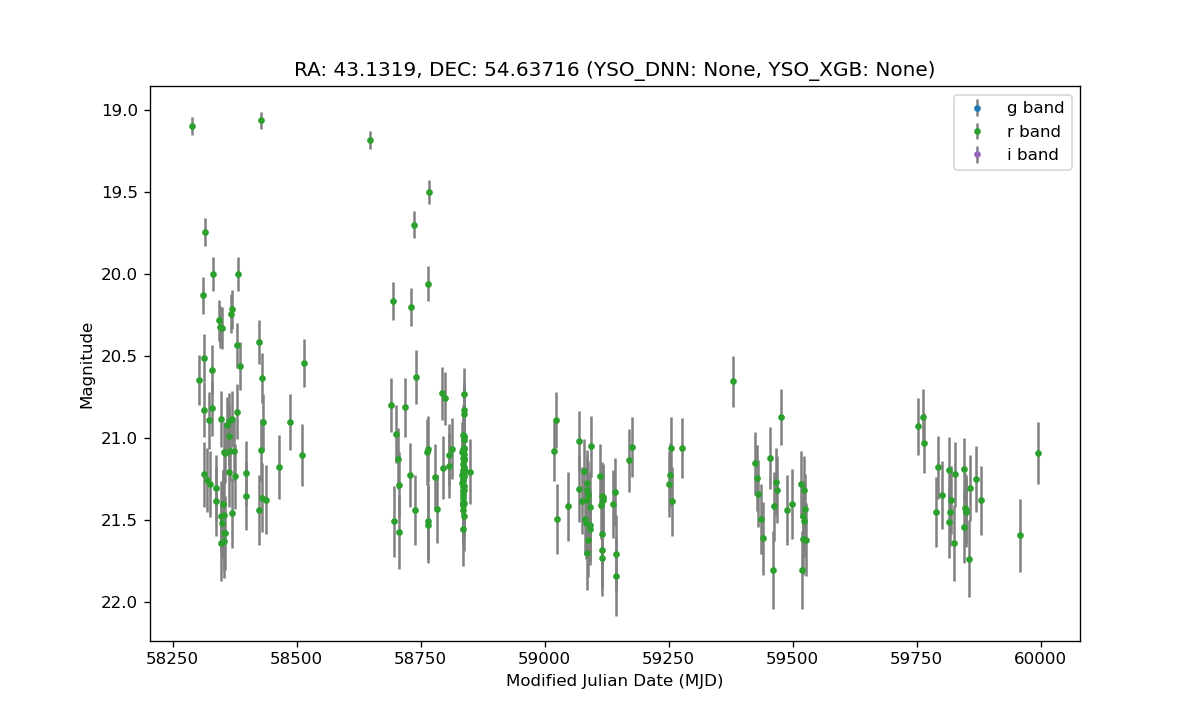 RA: 43.1319, DEC: 54.63716 (YSO_DNN: None, YSO_XGB: None)
g band
r band
i band
Magnitude
19.0
19.5
20.0
20.5
21.0
21.5
22.0
58250 58500 58750 59000 59250 59500 59750 60000
Modified Julian Date (MJD)